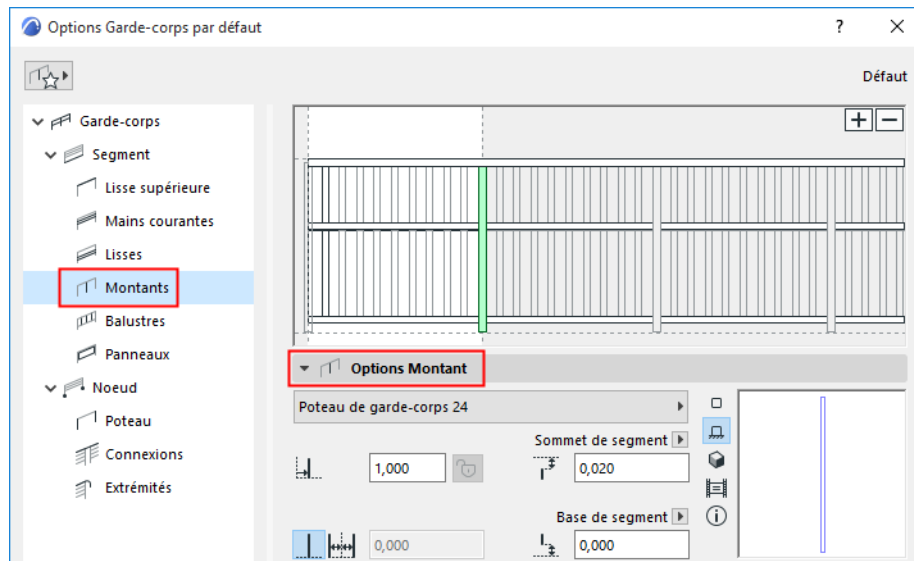 Options Garde-corps par défaut
?
Défaut
Garde-corps
Segment
Lisse supérieure
Mains courantes
Lisses
Montants
Balustres
Panneaux
Noeud
Poteau
Connexions
Extrémités
Options Montant
Poteau de garde-corps 24
Sommet de segment
1,000
0,020
Base de segment
0,000
0,000